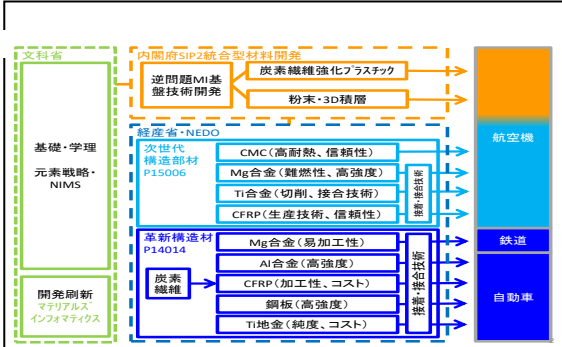 文科省
基礎・学理
元素戦略・
NIMS
開発刷新
マテリアルズ
インフォマティクス
内閣府SIP2統合型材料開発
逆問題MI基
盤技術開発
炭素繊維強化プラスチック
粉末・3D積層
経産省・NEDO
次世代
構造部材
P15006
CMC(高耐熱、信頼性)
Mg合金(難燃性、高強度)
Ti合金(切削、接合技術)
CFRP(生産技術、信頼性)
接着・接合技術
革新構造材
P14014
炭素
繊維
Mg合金(易加工性)
Al合金(高強度)
CFRP(加工性、コスト)
鋼板(高強度)
Ti地金(純度、コスト)
接着・接合技術
航空機
鉄道
自動車